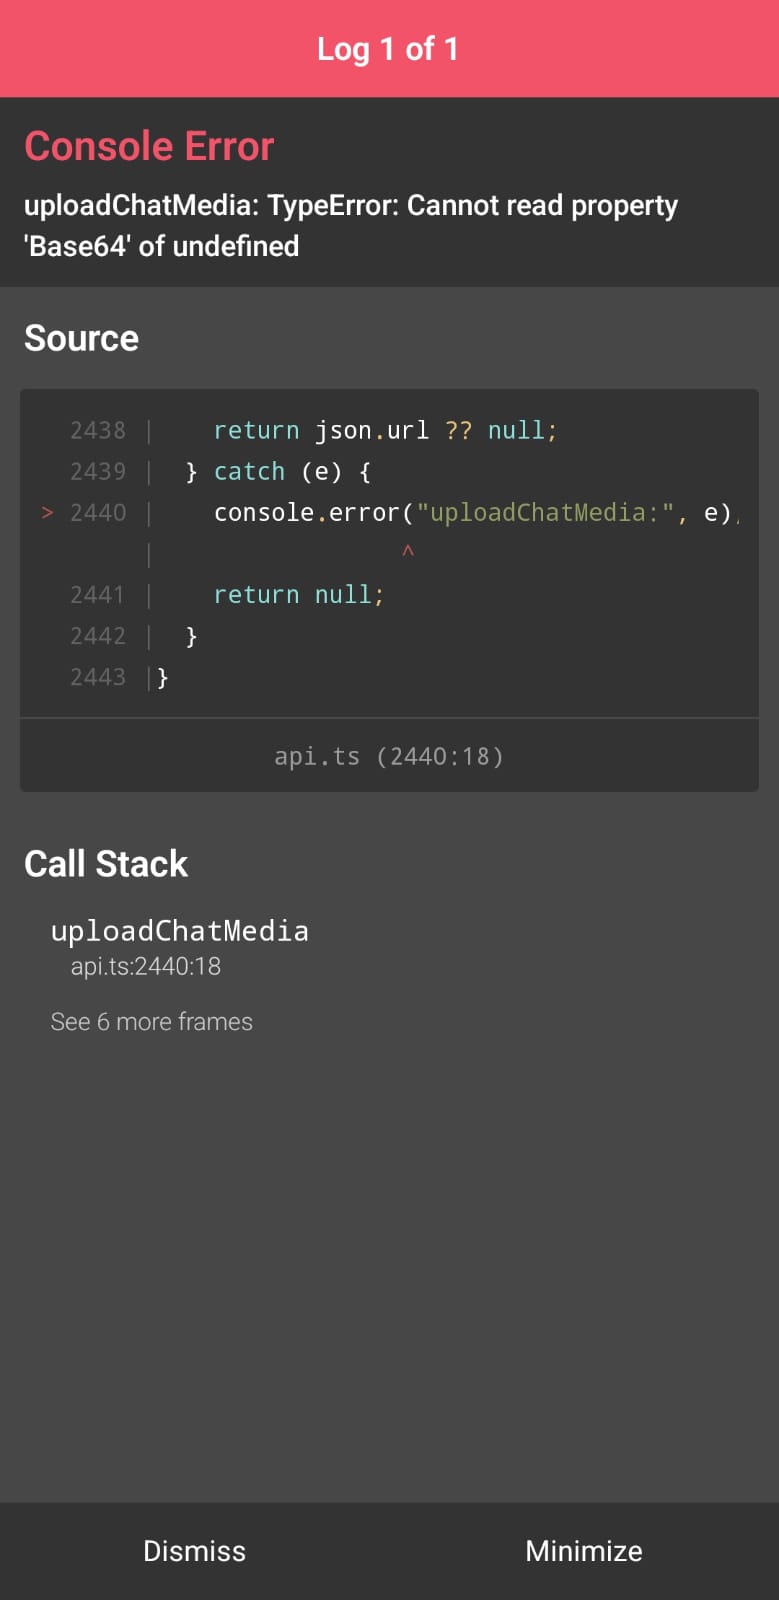 Log 1 of 1
Console Error
uploadChatMedia: TypeError: Cannot read property
'Base64' of undefined
Source
2438 |     return json.url ?? null;
2439 |   } catch (e) {
> 2440 |     console.error("uploadChatMedia:", e);
|                  ^
2441 |     return null;
2442 |   }
2443 | }
api.ts (2440:18)
Call Stack
uploadChatMedia
api.ts:2440:18
See 6 more frames
Dismiss Minimize